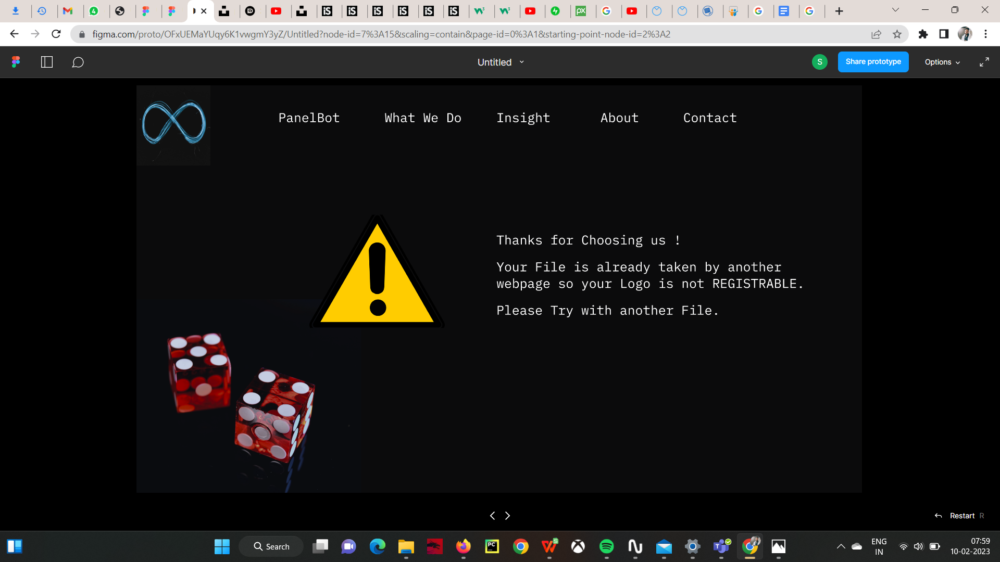 figma.com/proto/OFxUEMaYUqy6K1vwgmY3yZ/Untitled?node-id=7%3A15&scaling=contain&page-id=0%3A1&starting-point-node-id=2%3A2
Untitled
S
Share prototype
Options
PanelBot What We Do Insight About Contact
Thanks for Choosing us !
Your File is already taken by another
webpage so your Logo is not REGISTRABLE.
Please Try with another File.
Restart R
Search
ENG
IN
07:59
10-02-2023